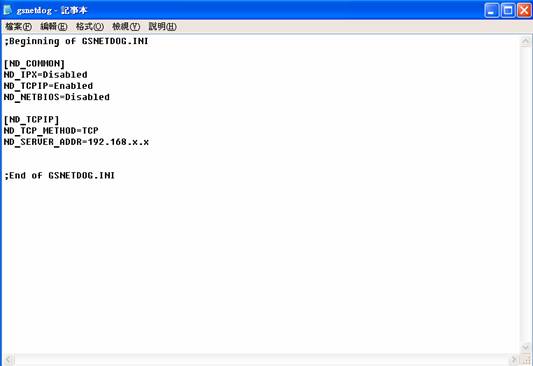 gsnetdog - 記事本
檔案(F) 編輯(E) 格式(O) 檢視(V) 說明(H)
;Beginning of GSNETDOG.INI
[ND_COMMON]
ND_IPX=Disabled
ND_TCPIP=Enabled
ND_NETBIOS=Disabled
[ND_TCPIP]
ND_TCP_METHOD=TCP
ND_SERVER_ADDR=192.168.x.x
;End of GSNETDOG.INI